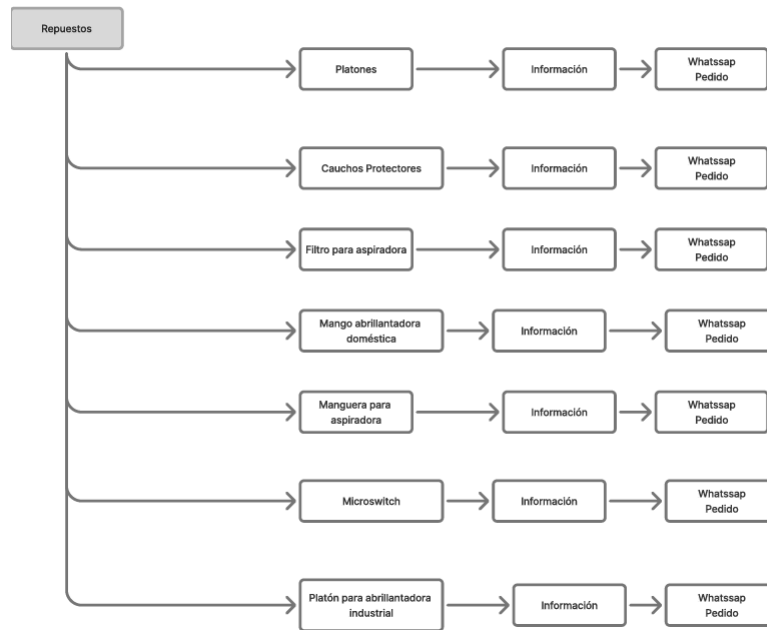 Repuestos
Platones
Información
Whatssap
Pedido
Cauchos Protectores
Información
Whatssap
Pedido
Filtro para aspiradora
Información
Whatssap
Pedido
Mango abrillantadora
doméstica
Información
Whatssap
Pedido
Manguera para
aspiradora
Información
Whatssap
Pedido
Microswitch
Información
Whatssap
Pedido
Platón para abrillantadora
industrial
Información
Whatssap
Pedido